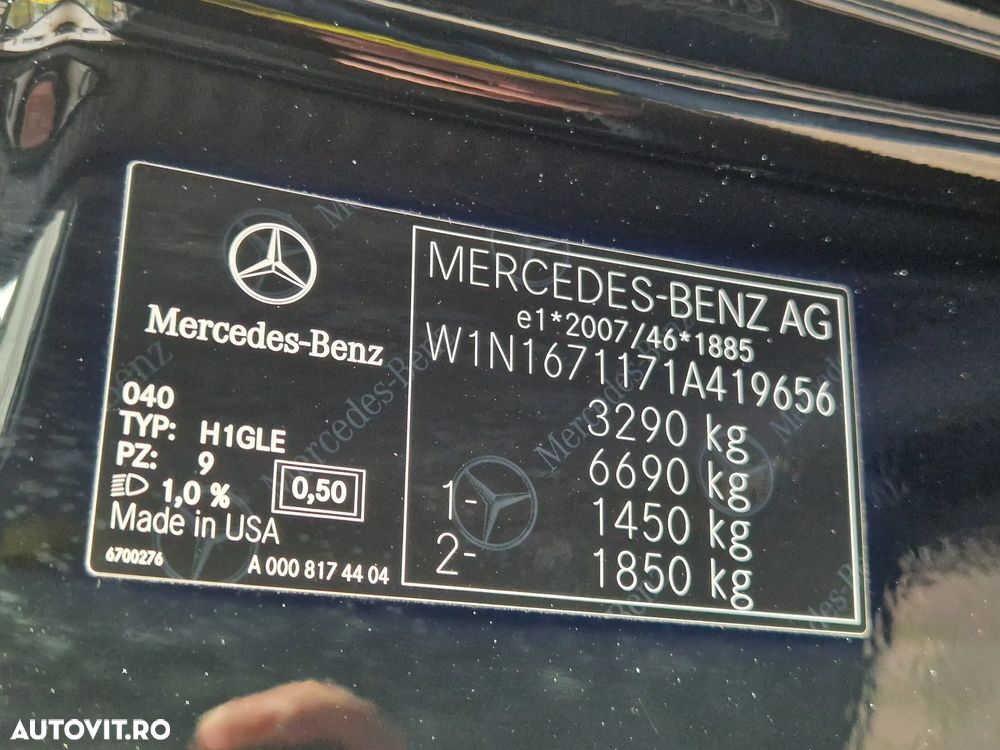 Mercedes-Benz
040
TYP: H1GLE
PZ: 9
1,0 % 0,50
Made in USA
6700276 A 000 817 44 04
MERCEDES-BENZ AG
e1*2007/46*1885
W1N1671171A419656
3290 kg
6690 kg
1- 1450 kg
2- 1850 kg
AUTOVIT.RO